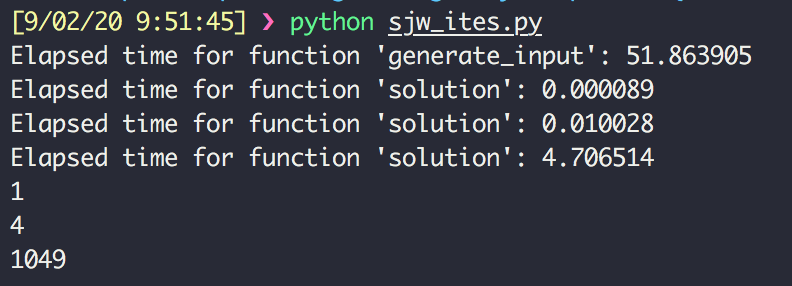 [9/02/20 9:51:45] ❯ python sjw_ites.py
Elapsed time for function 'generate_input': 51.863905
Elapsed time for function 'solution': 0.000089
Elapsed time for function 'solution': 0.010028
Elapsed time for function 'solution': 4.706514
1
4
1049